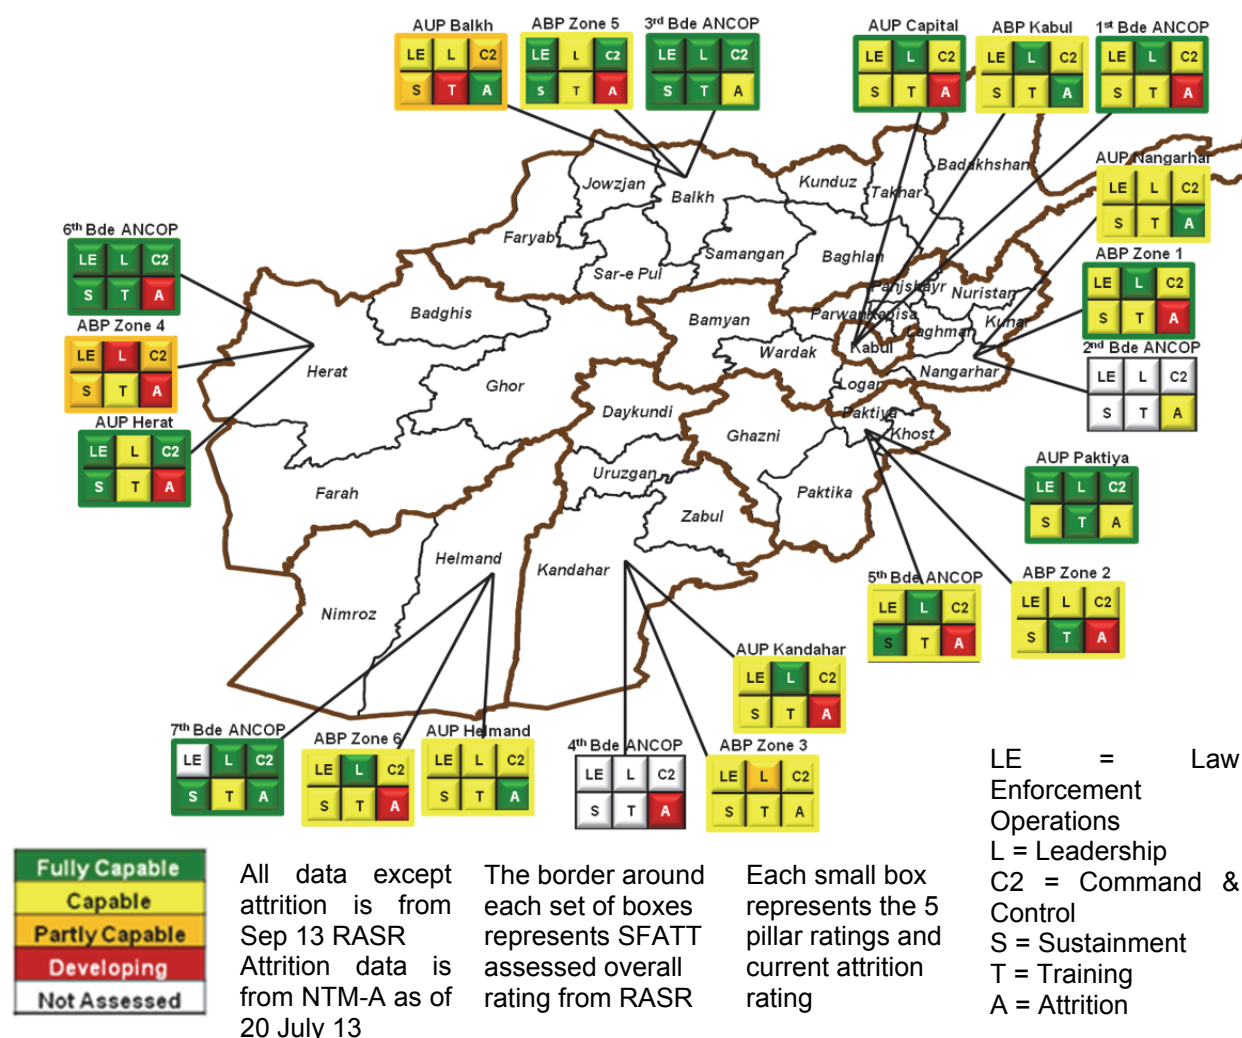 AUP Balkh
LE L C2
S T A
ABP Zone 5
LE L C2
S T A
3rd Bde ANCOP
LE L C2
S T A
AUP Capital
LE L C2
S T A
ABP Kabul
LE L C2
S T A
1st Bde ANCOP
LE L C2
S T A
AUP Nangarhar
LE L C2
S T A
ABP Zone 1
LE L C2
S T A
2nd Bde ANCOP
LE L C2
S T A
6th Bde ANCOP
LE L C2
S T A
ABP Zone 4
LE L C2
S T A
AUP Herat
LE L C2
S T A
Jowzjan
Balkh
Kunduz
Takhar
Badakhshan
Faryab
Sar-e Pul
Samangan
Baghlan
Panjshayr
Nuristan
Badghis
Bamyan
Parwan
Kapisa
Laghman
Kunar
Herat
Ghor
Wardak
Kabul
Nangarhar
Logar
Daykundi
Ghazni
Paktiya
Khost
Uruzgan
Paktika
Farah
Zabul
Helmand
Kandahar
Nimroz
AUP Paktiya
LE L C2
S T A
5th Bde ANCOP
LE L C2
S T A
ABP Zone 2
LE L C2
S T A
AUP Kandahar
LE L C2
S T A
7th Bde ANCOP
LE L C2
S T A
ABP Zone 6
LE L C2
S T A
AUP Helmand
LE L C2
S T A
4th Bde ANCOP
LE L C2
S T A
ABP Zone 3
LE L C2
S T A
Fully Capable
Capable
Partly Capable
Developing
Not Assessed
All data except
attrition is from
Sep 13 RASR
Attrition data is
from NTM-A as of
20 July 13
The border around
each set of boxes
represents SFATT
assessed overall
rating from RASR
Each small box
represents the 5
pillar ratings and
current attrition
rating
LE = Law
Enforcement
Operations
L = Leadership
C2 = Command &
Control
S = Sustainment
T = Training
A = Attrition